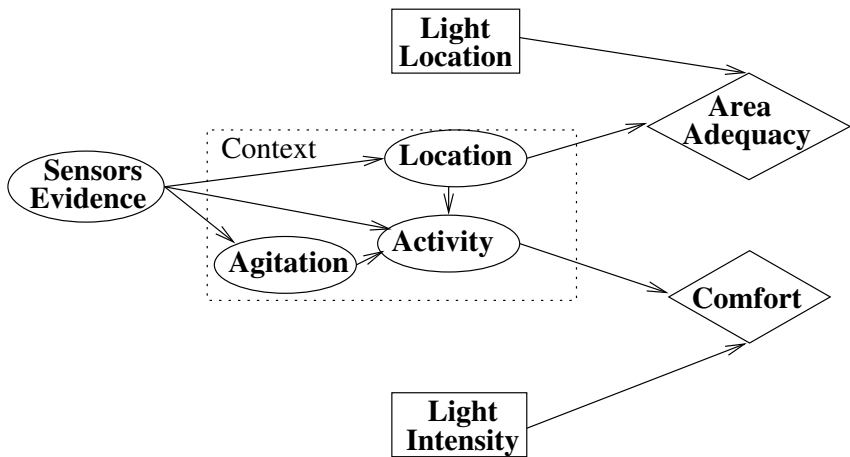 Light
Location
Area
Adequacy
Context
Location
Sensors
Evidence
Activity
Agitation
Comfort
Light
Intensity